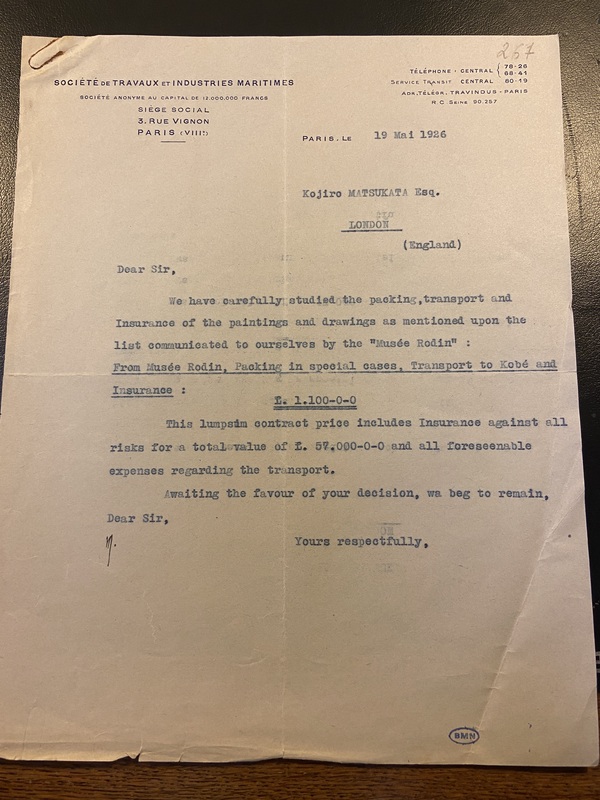 257
SOCIÉTÉ DE TRAVAUX ET INDUSTRIES MARITIMES
SOCIÉTÉ ANONYME AU CAPITAL DE 12.000.000 FRANCS
SIÈGE SOCIAL
3, RUE VIGNON
PARIS (VIIIᵉ)
TÉLÉPHONE - CENTRAL { 78-26
68-41
SERVICE TRANSIT CENTRAL 80-19
ADR. TÉLÉGR. TRAVINOUS - PARIS
R.C. Seine 90.257
PARIS, LE 19 Mai 1926
Kojiro MATSUKATA Esq.
LONDON
(England)
Dear Sir,
We have carefully studied the packing,transport and
Insurance of the paintings and drawings as mentioned upon the
list communicated to ourselves by the "Musée Rodin" :
From Musée Rodin, Packing in special cases, Transport to Kobé and
Insurance :
£. 1.100-0-0
This lumpsim contract price includes Insurance against all
risks for a total value of £. 57.000-0-0 and all foreseenable
expenses regarding the transport.
Awaiting the favour of your decision, wa beg to remain,
Dear Sir,
Yours respectfully,
BMN